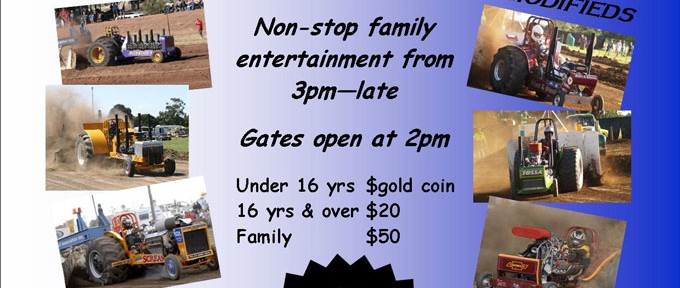 MODIFIEDS
Non-stop family
entertainment from
3pm—late
Gates open at 2pm
Under 16 yrs $gold coin
16 yrs & over $20
Family $50